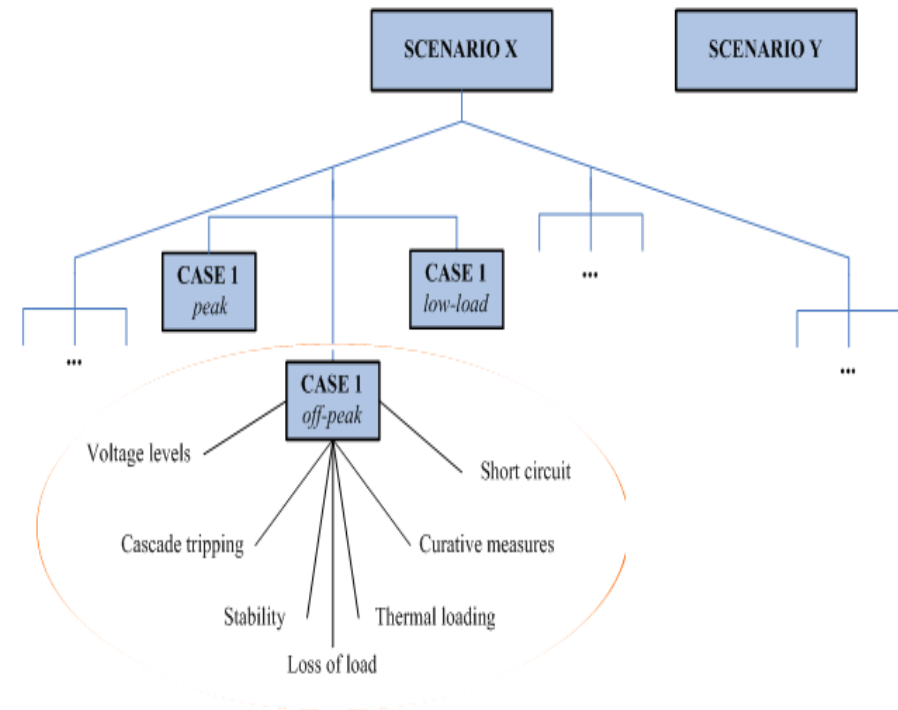 SCENARIO X
SCENARIO Y
CASE 1
peak
CASE 1
low-load
...
...
...
CASE 1
off-peak
Voltage levels
Short circuit
Cascade tripping
Curative measures
Stability
Thermal loading
Loss of load